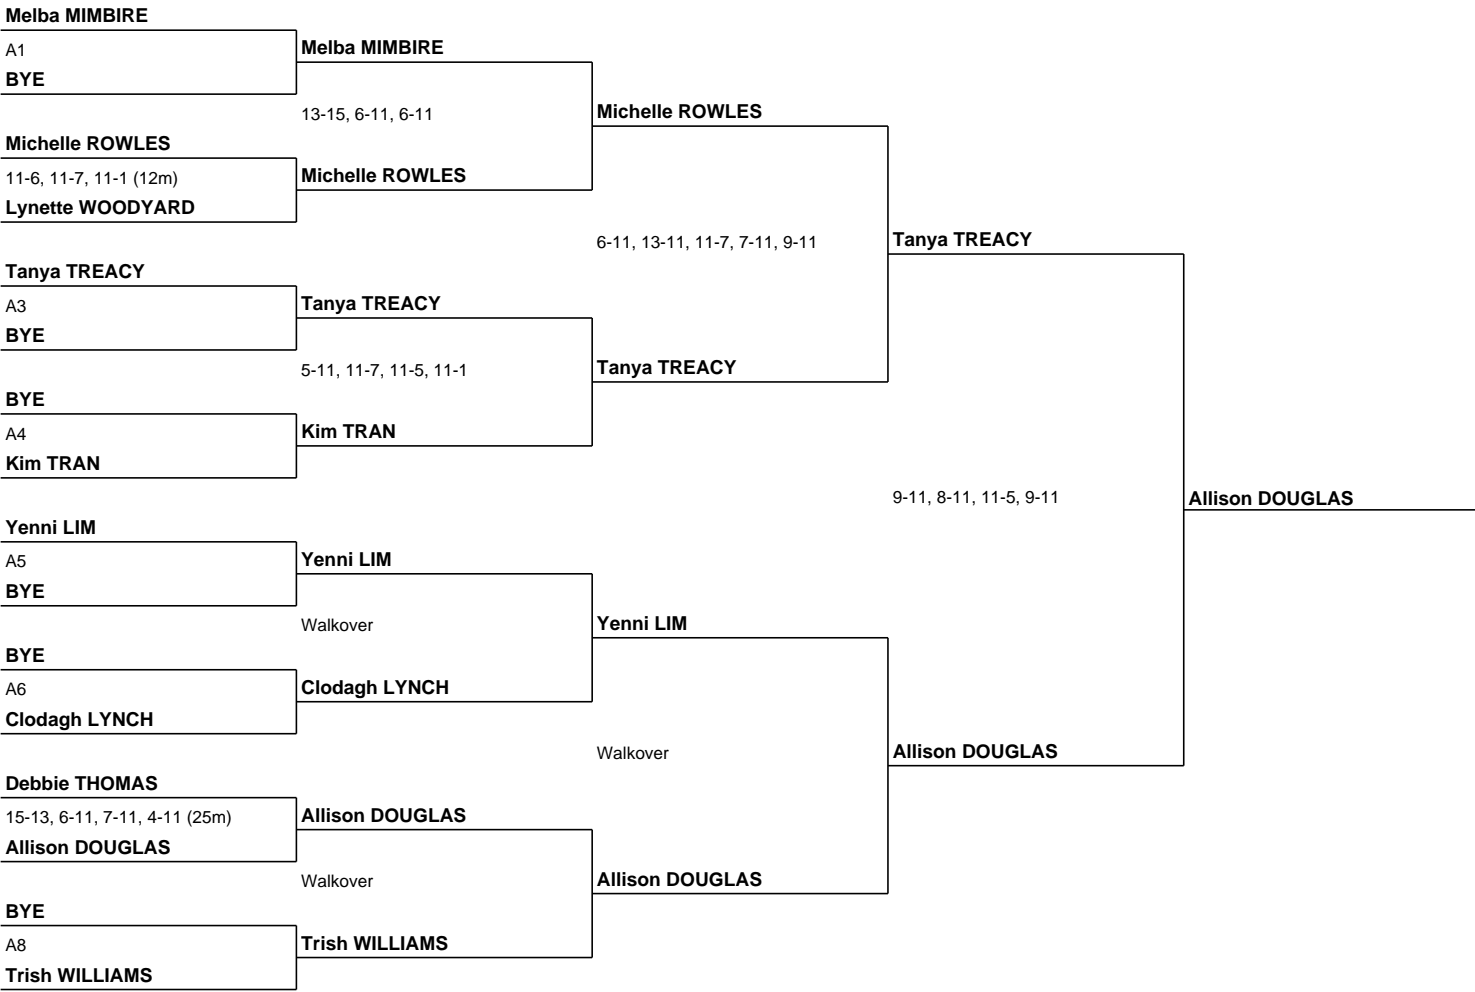 Melba MIMBIRE
A1
BYE
Michelle ROWLES
11-6, 11-7, 11-1 (12m)
Lynette WOODYARD
Tanya TREACY
A3
BYE
BYE
A4
Kim TRAN
Yenni LIM
A5
BYE
BYE
A6
Clodagh LYNCH
Debbie THOMAS
15-13, 6-11, 7-11, 4-11 (25m)
Allison DOUGLAS
BYE
A8
Trish WILLIAMS
Melba MIMBIRE
13-15, 6-11, 6-11
Michelle ROWLES
Tanya TREACY
5-11, 11-7, 11-5, 11-1
Kim TRAN
Yenni LIM
Walkover
Clodagh LYNCH
Allison DOUGLAS
Walkover
Trish WILLIAMS
Michelle ROWLES
6-11, 13-11, 11-7, 7-11, 9-11
Tanya TREACY
Yenni LIM
Walkover
Allison DOUGLAS
Tanya TREACY
9-11, 8-11, 11-5, 9-11
Allison DOUGLAS
Allison DOUGLAS